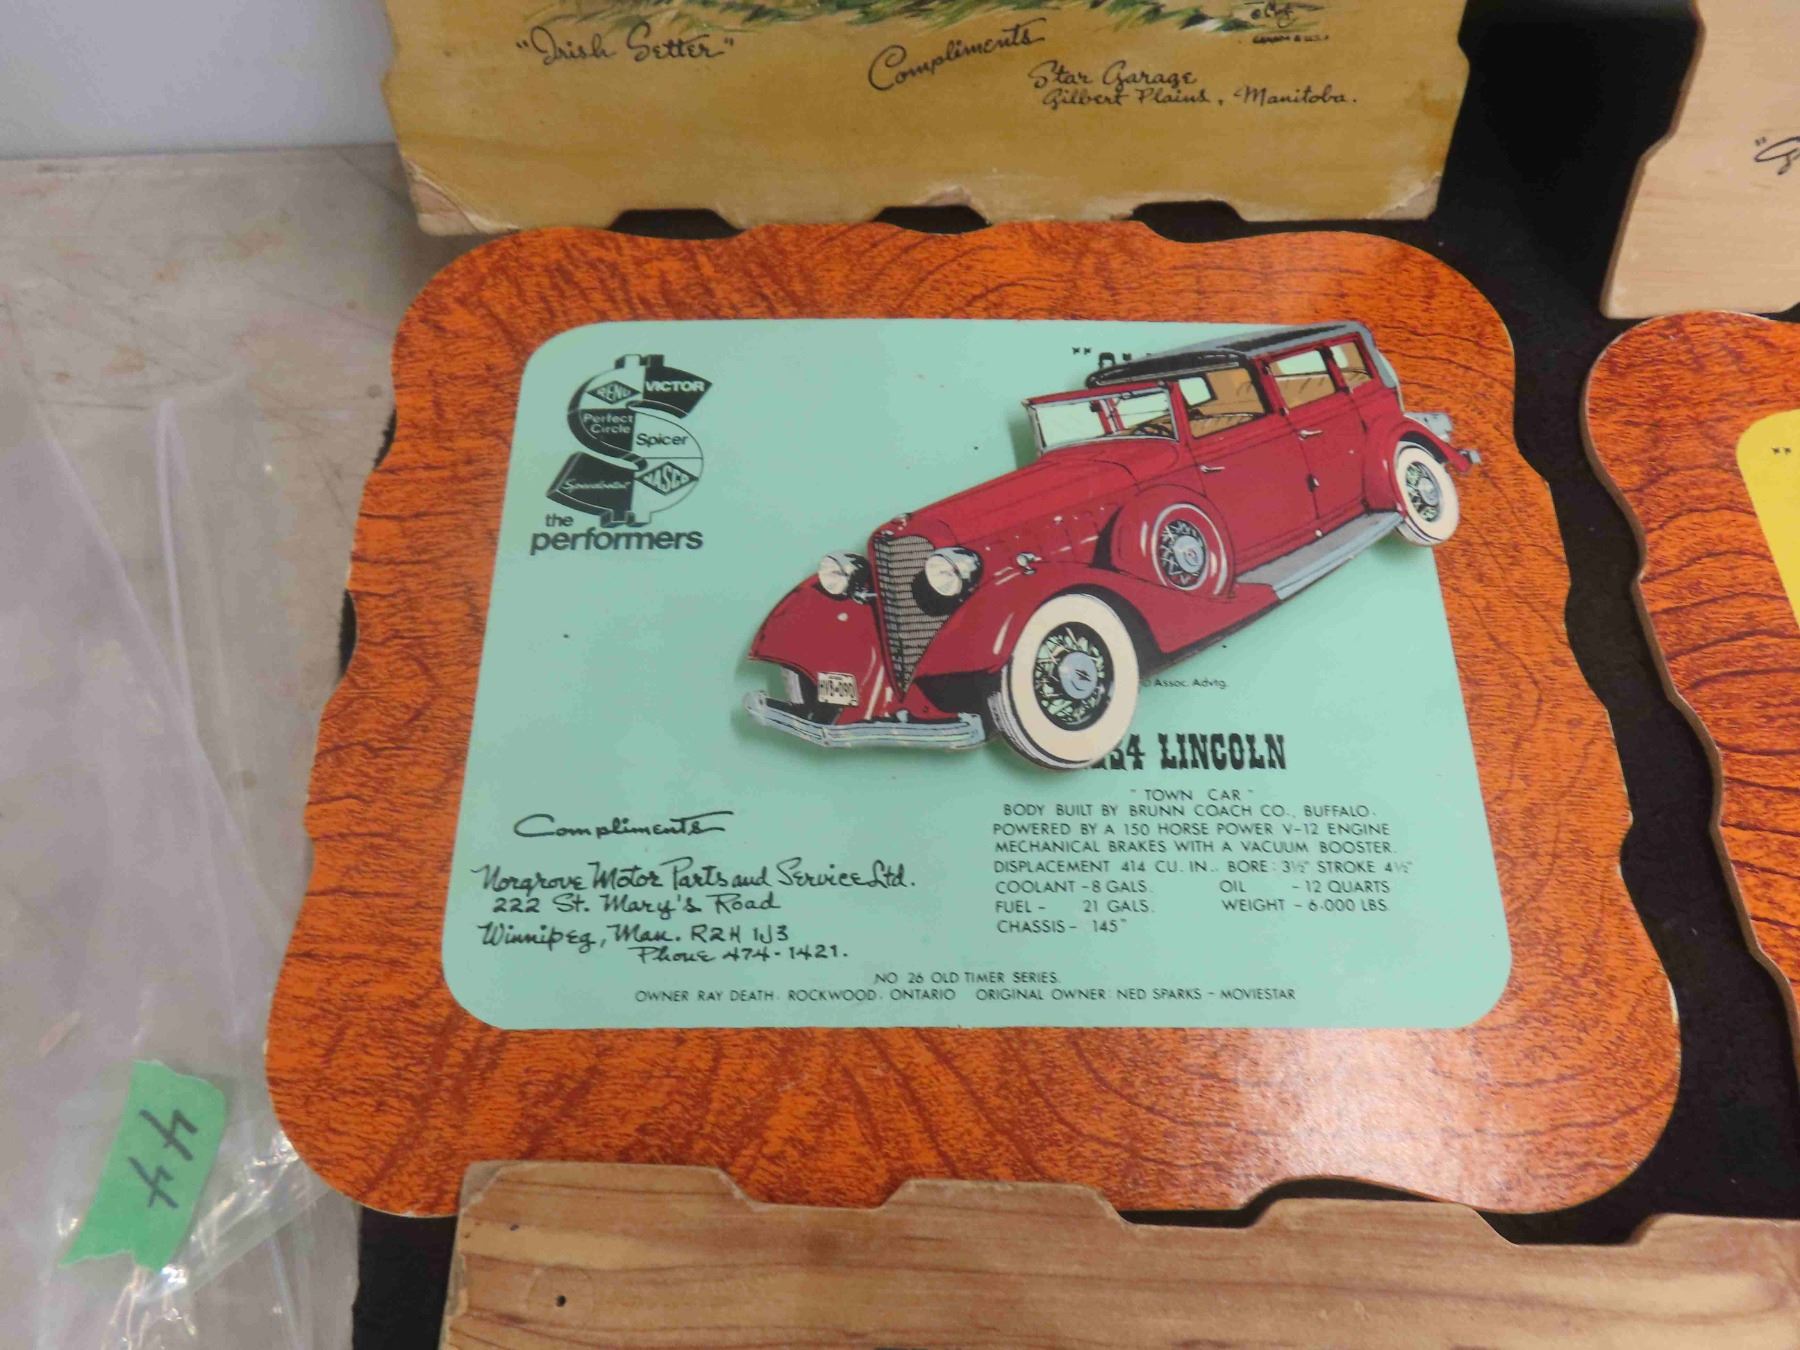 "Irish Setter"
Compliments
Star Garage
Gilbert Plains, Manitoba.
VICTOR
Perfect
Circle
Spicer
NASCO
the
performers
HV8-090
Assoc. Advtg.
LINCOLN
"TOWN CAR"
BODY BUILT BY BRUNN COACH CO., BUFFALO.
POWERED BY A 150 HORSE POWER V-12 ENGINE
MECHANICAL BRAKES WITH A VACUUM BOOSTER.
DISPLACEMENT 414 CU. IN.. BORE: 3½" STROKE 4½"
COOLANT - 8 GALS. OIL - 12 QUARTS
FUEL - 21 GALS. WEIGHT - 6.000 LBS.
CHASSIS - 145"
Compliments
Norgrove Motor Parts and Service Ltd.
222 St. Mary's Road
Winnipeg, Man. R2H 1J3
Phone 474-1421.
NO 26 OLD TIMER SERIES.
OWNER RAY DEATH. ROCKWOOD. ONTARIO ORIGINAL OWNER: NED SPARKS - MOVIESTAR
44